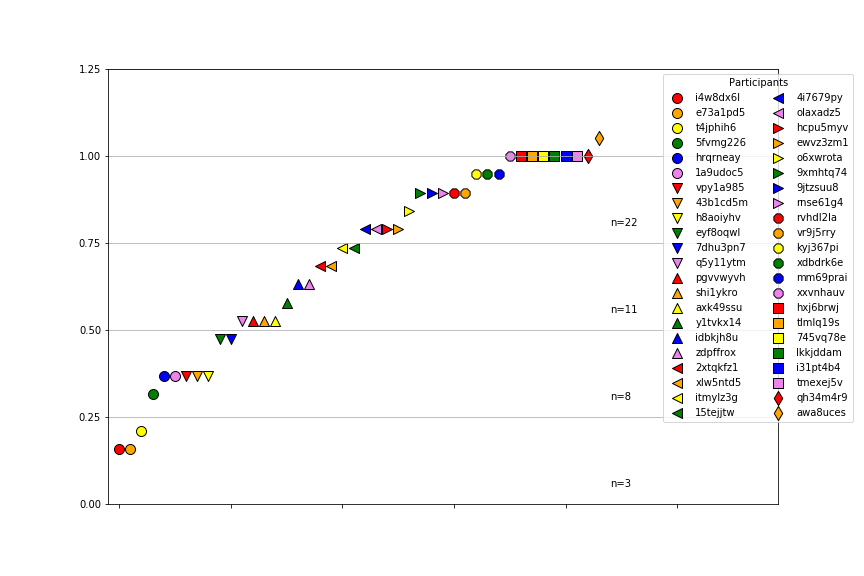 1.25
1.00
0.75
0.50
0.25
0.00
n=22
n=11
n=8
n=3
Participants
i4w8dx6l
e73a1pd5
t4jphih6
5fvmg226
hrqrneay
1a9udoc5
vpy1a985
43b1cd5m
h8aoiyhv
eyf8oqwl
7dhu3pn7
q5y11ytm
pgvvwyvh
shi1ykro
axk49ssu
y1tvkx14
idbkjh8u
zdpffrox
2xtqkfz1
xlw5ntd5
itmylz3g
15tejjtw
4i7679py
olaxadz5
hcpu5myv
ewvz3zm1
o6xwrota
9xmhtq74
9jtzsuu8
rnse61g4
rvhdl2la
vr9j5rry
kyj367pi
xdbdrk6e
mm69prai
xxvnhauv
hxj6brwj
tlmlq19s
745vq78e
lkkjddam
i31pt4b4
tmexej5v
qh34m4r9
awa8uces